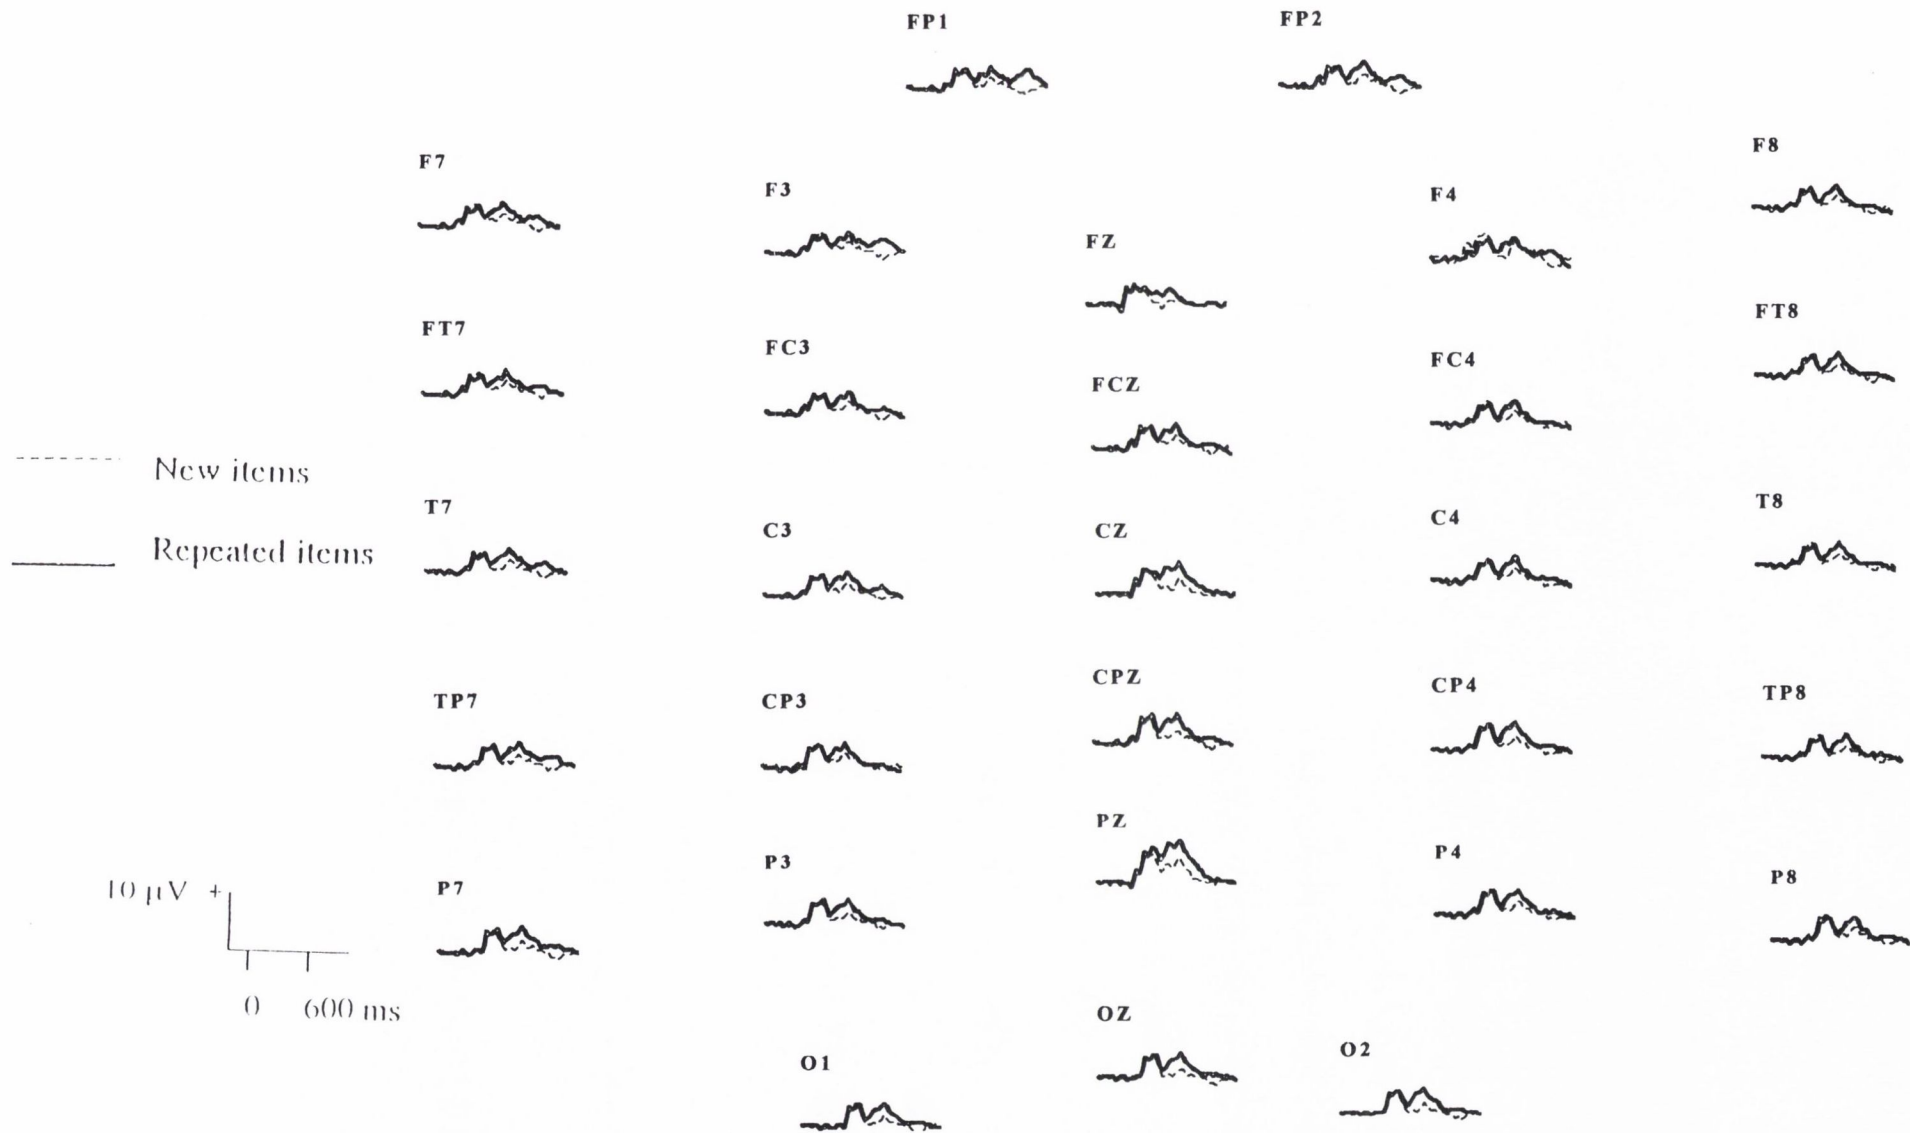 FP1
FP2
F7
F3
FZ
F4
F8
FT7
FC3
FCZ
FC4
FT8
New items
Repeated items
T7
C3
CZ
C4
T8
TP7
CP3
CPZ
CP4
TP8
10 µV +
P7
P3
PZ
P4
P8
0 600 ms
O1
OZ
O2